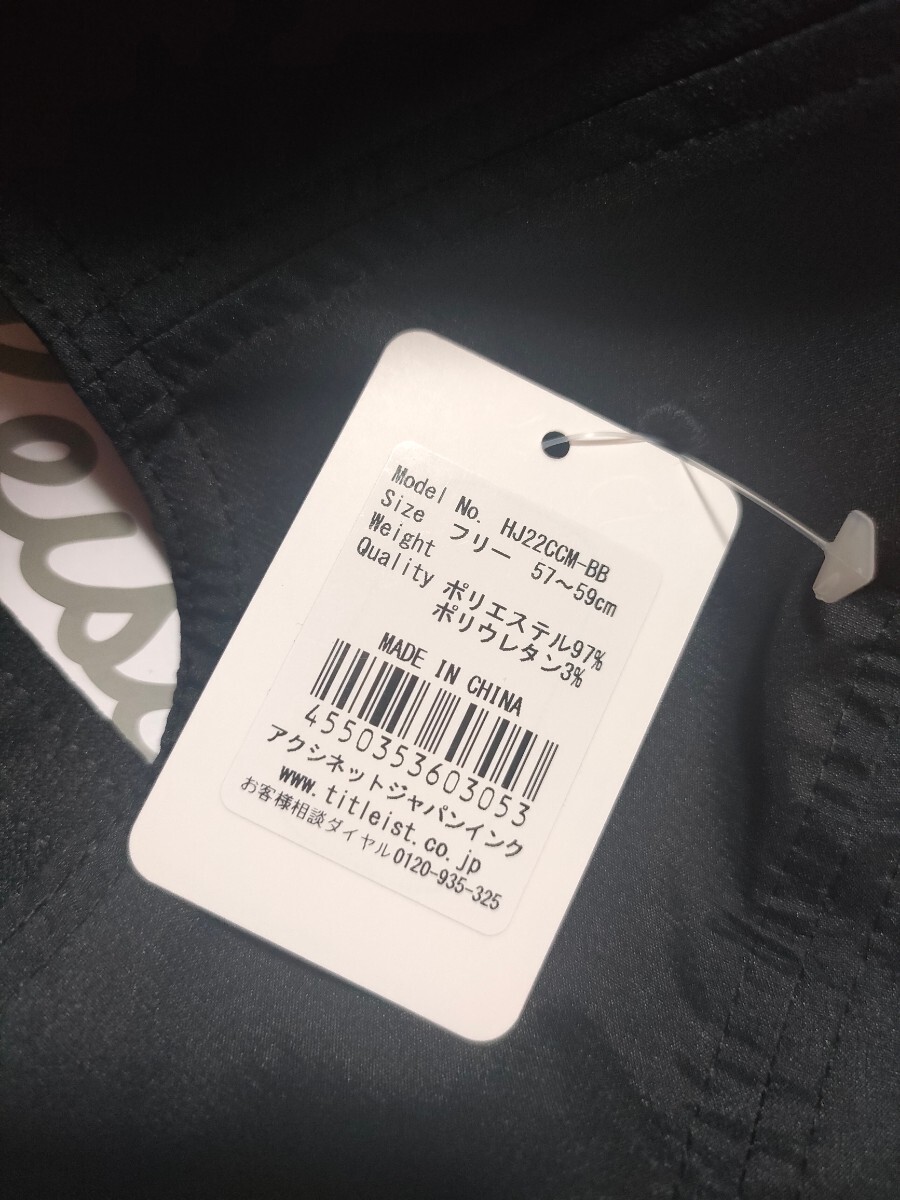 Model No. HJ22CCM-BB
Size フリー 57～59cm
Weight
Quality ポリエステル97%
ポリウレタン3%
MADE IN CHINA
4550353603053
アクシネットジャパンインク
www.titleist.co.jp
お客様相談ダイヤル0120-935-325